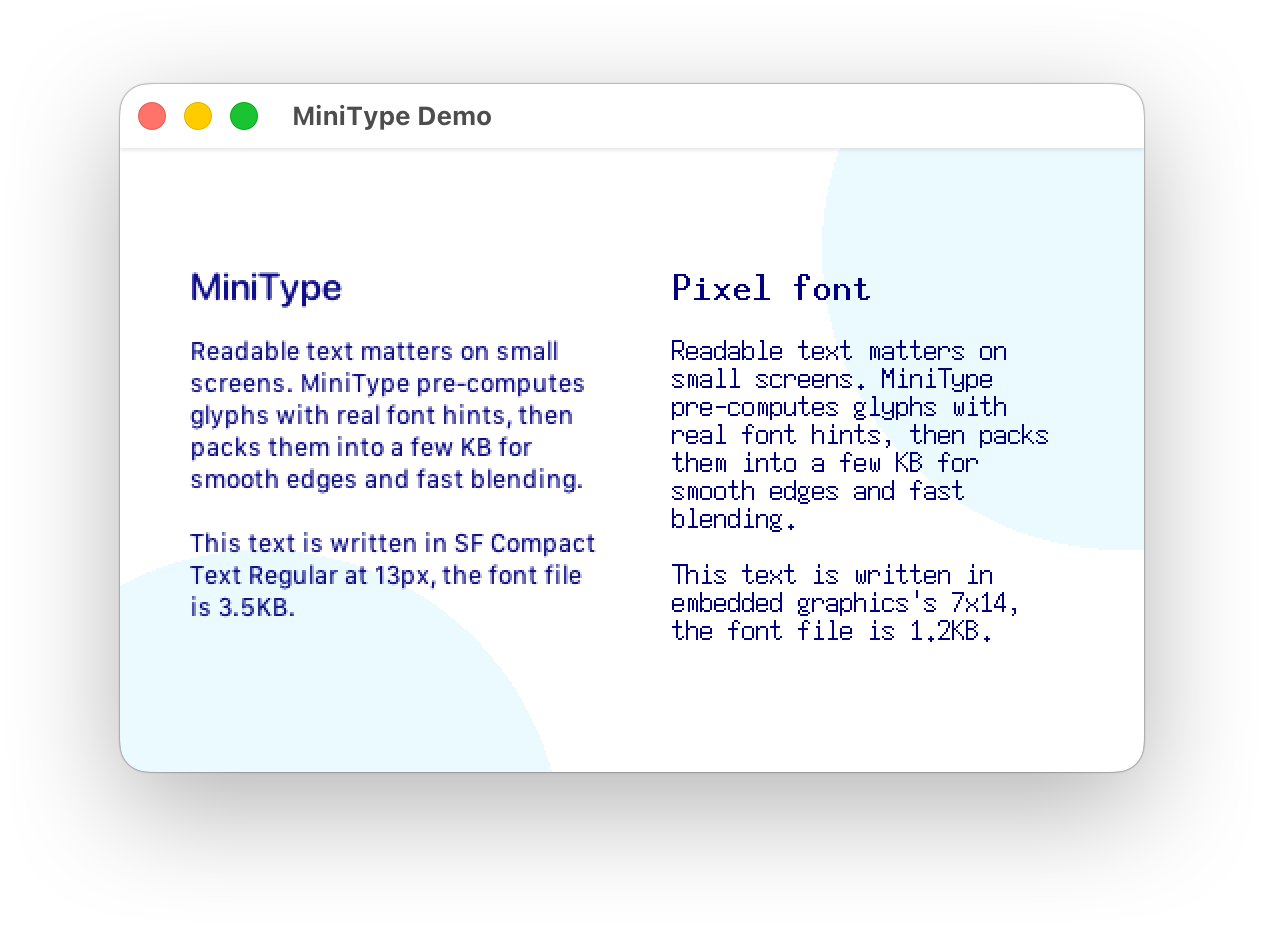 MiniType Demo
MiniType
Readable text matters on small
screens. MiniType pre-computes
glyphs with real font hints, then
packs them into a few KB for
smooth edges and fast blending.
This text is written in SF Compact
Text Regular at 13px, the font file
is 3.5KB.
Pixel font
Readable text matters on
small screens. MiniType
pre-computes glyphs with
real font hints, then packs
them into a few KB for
smooth edges and fast
blending.
This text is written in
embedded graphics's 7x14,
the font file is 1.2KB.